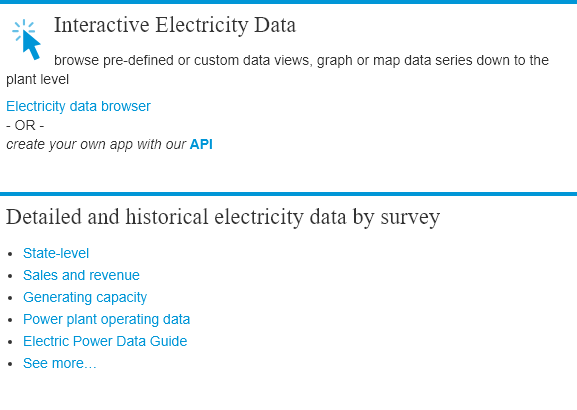 Interactive Electricity Data
browse pre-defined or custom data views, graph or map data series down to the
plant level
Electricity data browser
- OR -
create your own app with our API
Detailed and historical electricity data by survey
• State-level
• Sales and revenue
• Generating capacity
• Power plant operating data
• Electric Power Data Guide
• See more…